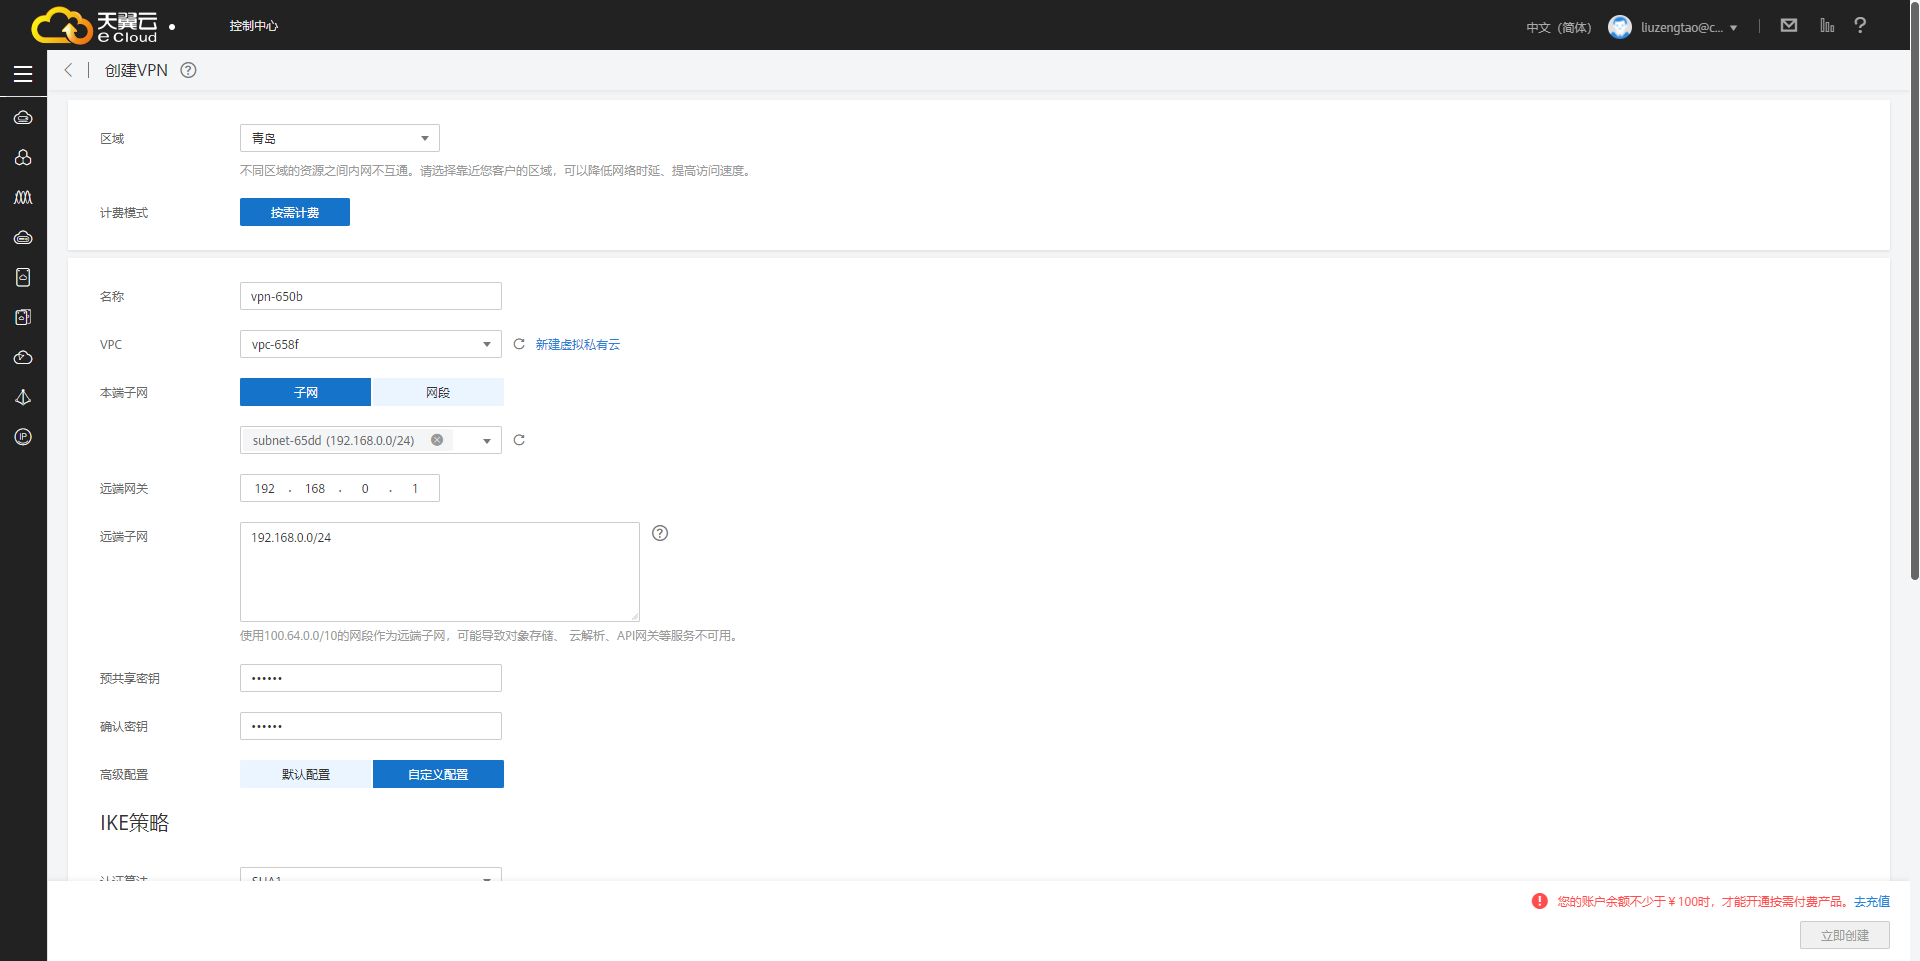 天翼云
e Cloud
控制中心
中文（简体）
liuzengtao@c...
创建VPN
区域
青岛
不同区域的资源之间内网不互通。请选择靠近您客户的区域，可以降低网络时延、提高访问速度。
计费模式
按需计费
名称
vpn-650b
VPC
vpc-658f
新建虚拟私有云
本端子网
子网
网段
subnet-65dd (192.168.0.0/24)
远端网关
192 . 168 . 0 . 1
远端子网
192.168.0.0/24
使用100.64.0.0/10的网段作为远端子网，可能导致对象存储、 云解析、API网关等服务不可用。
预共享密钥
••••••
确认密钥
••••••
高级配置
默认配置
自定义配置
IKE策略
认证算法
SHA1
您的账户余额不少于￥100时，才能开通按需付费产品。去充值
立即创建
IP